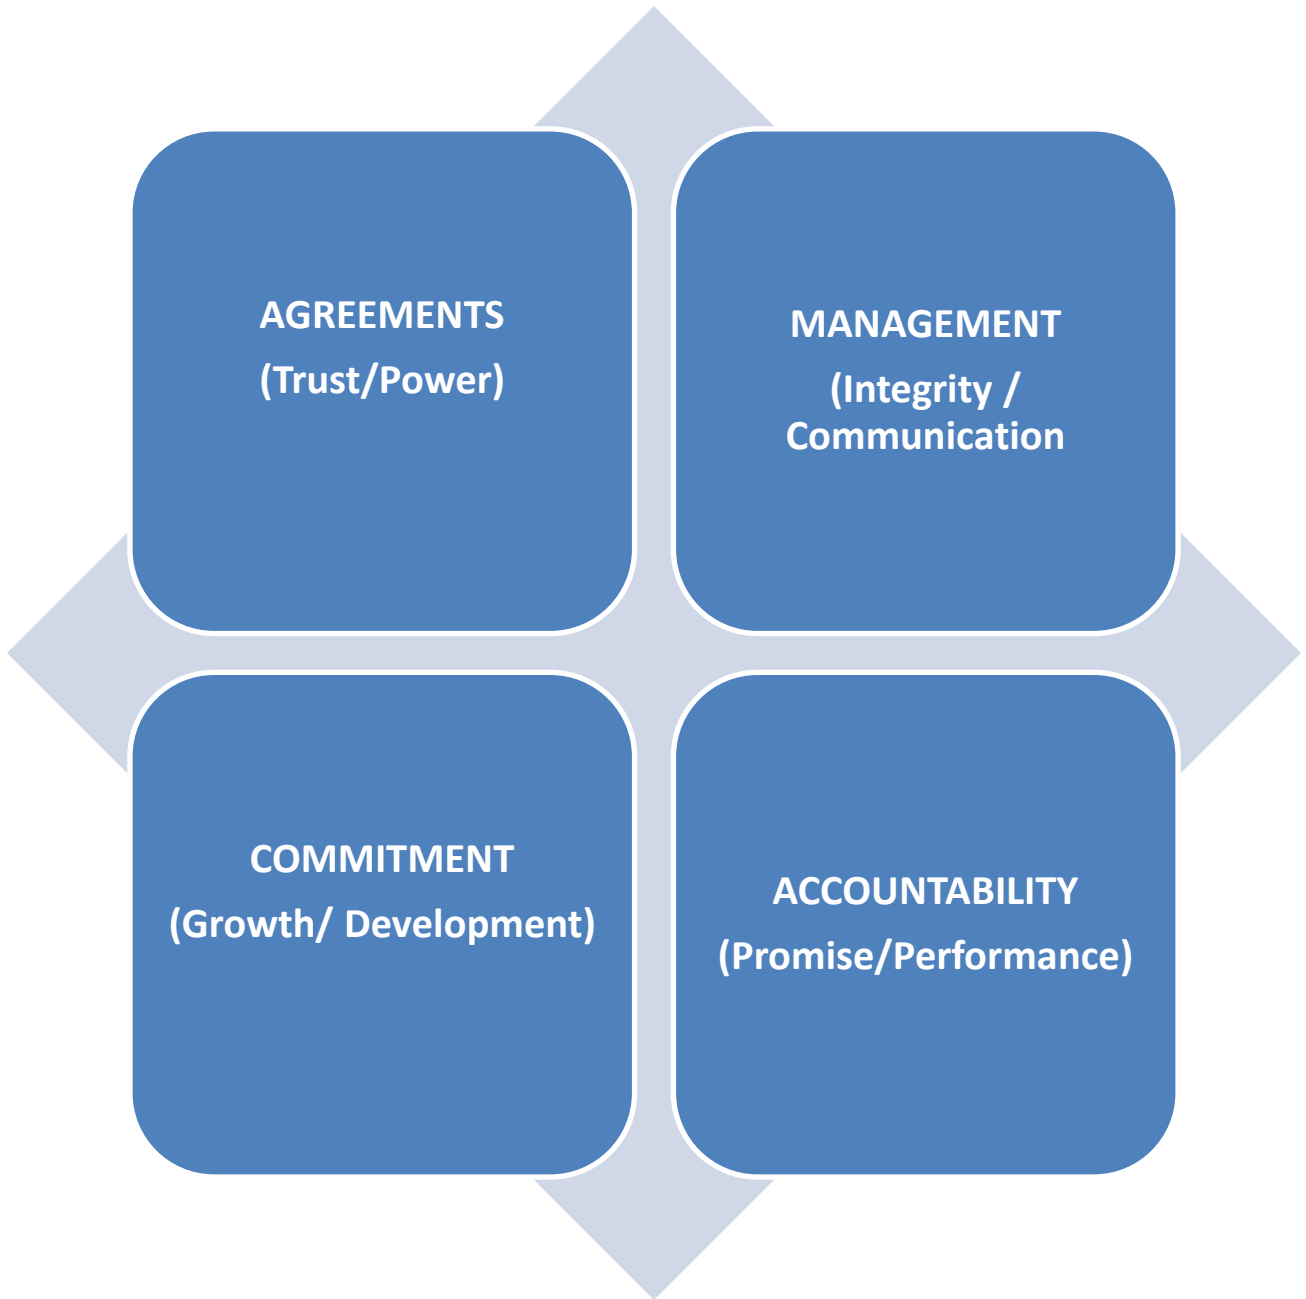 AGREEMENTS
(Trust/Power)
MANAGEMENT
(Integrity /
Communication
COMMITMENT
(Growth/ Development)
ACCOUNTABILITY
(Promise/Performance)